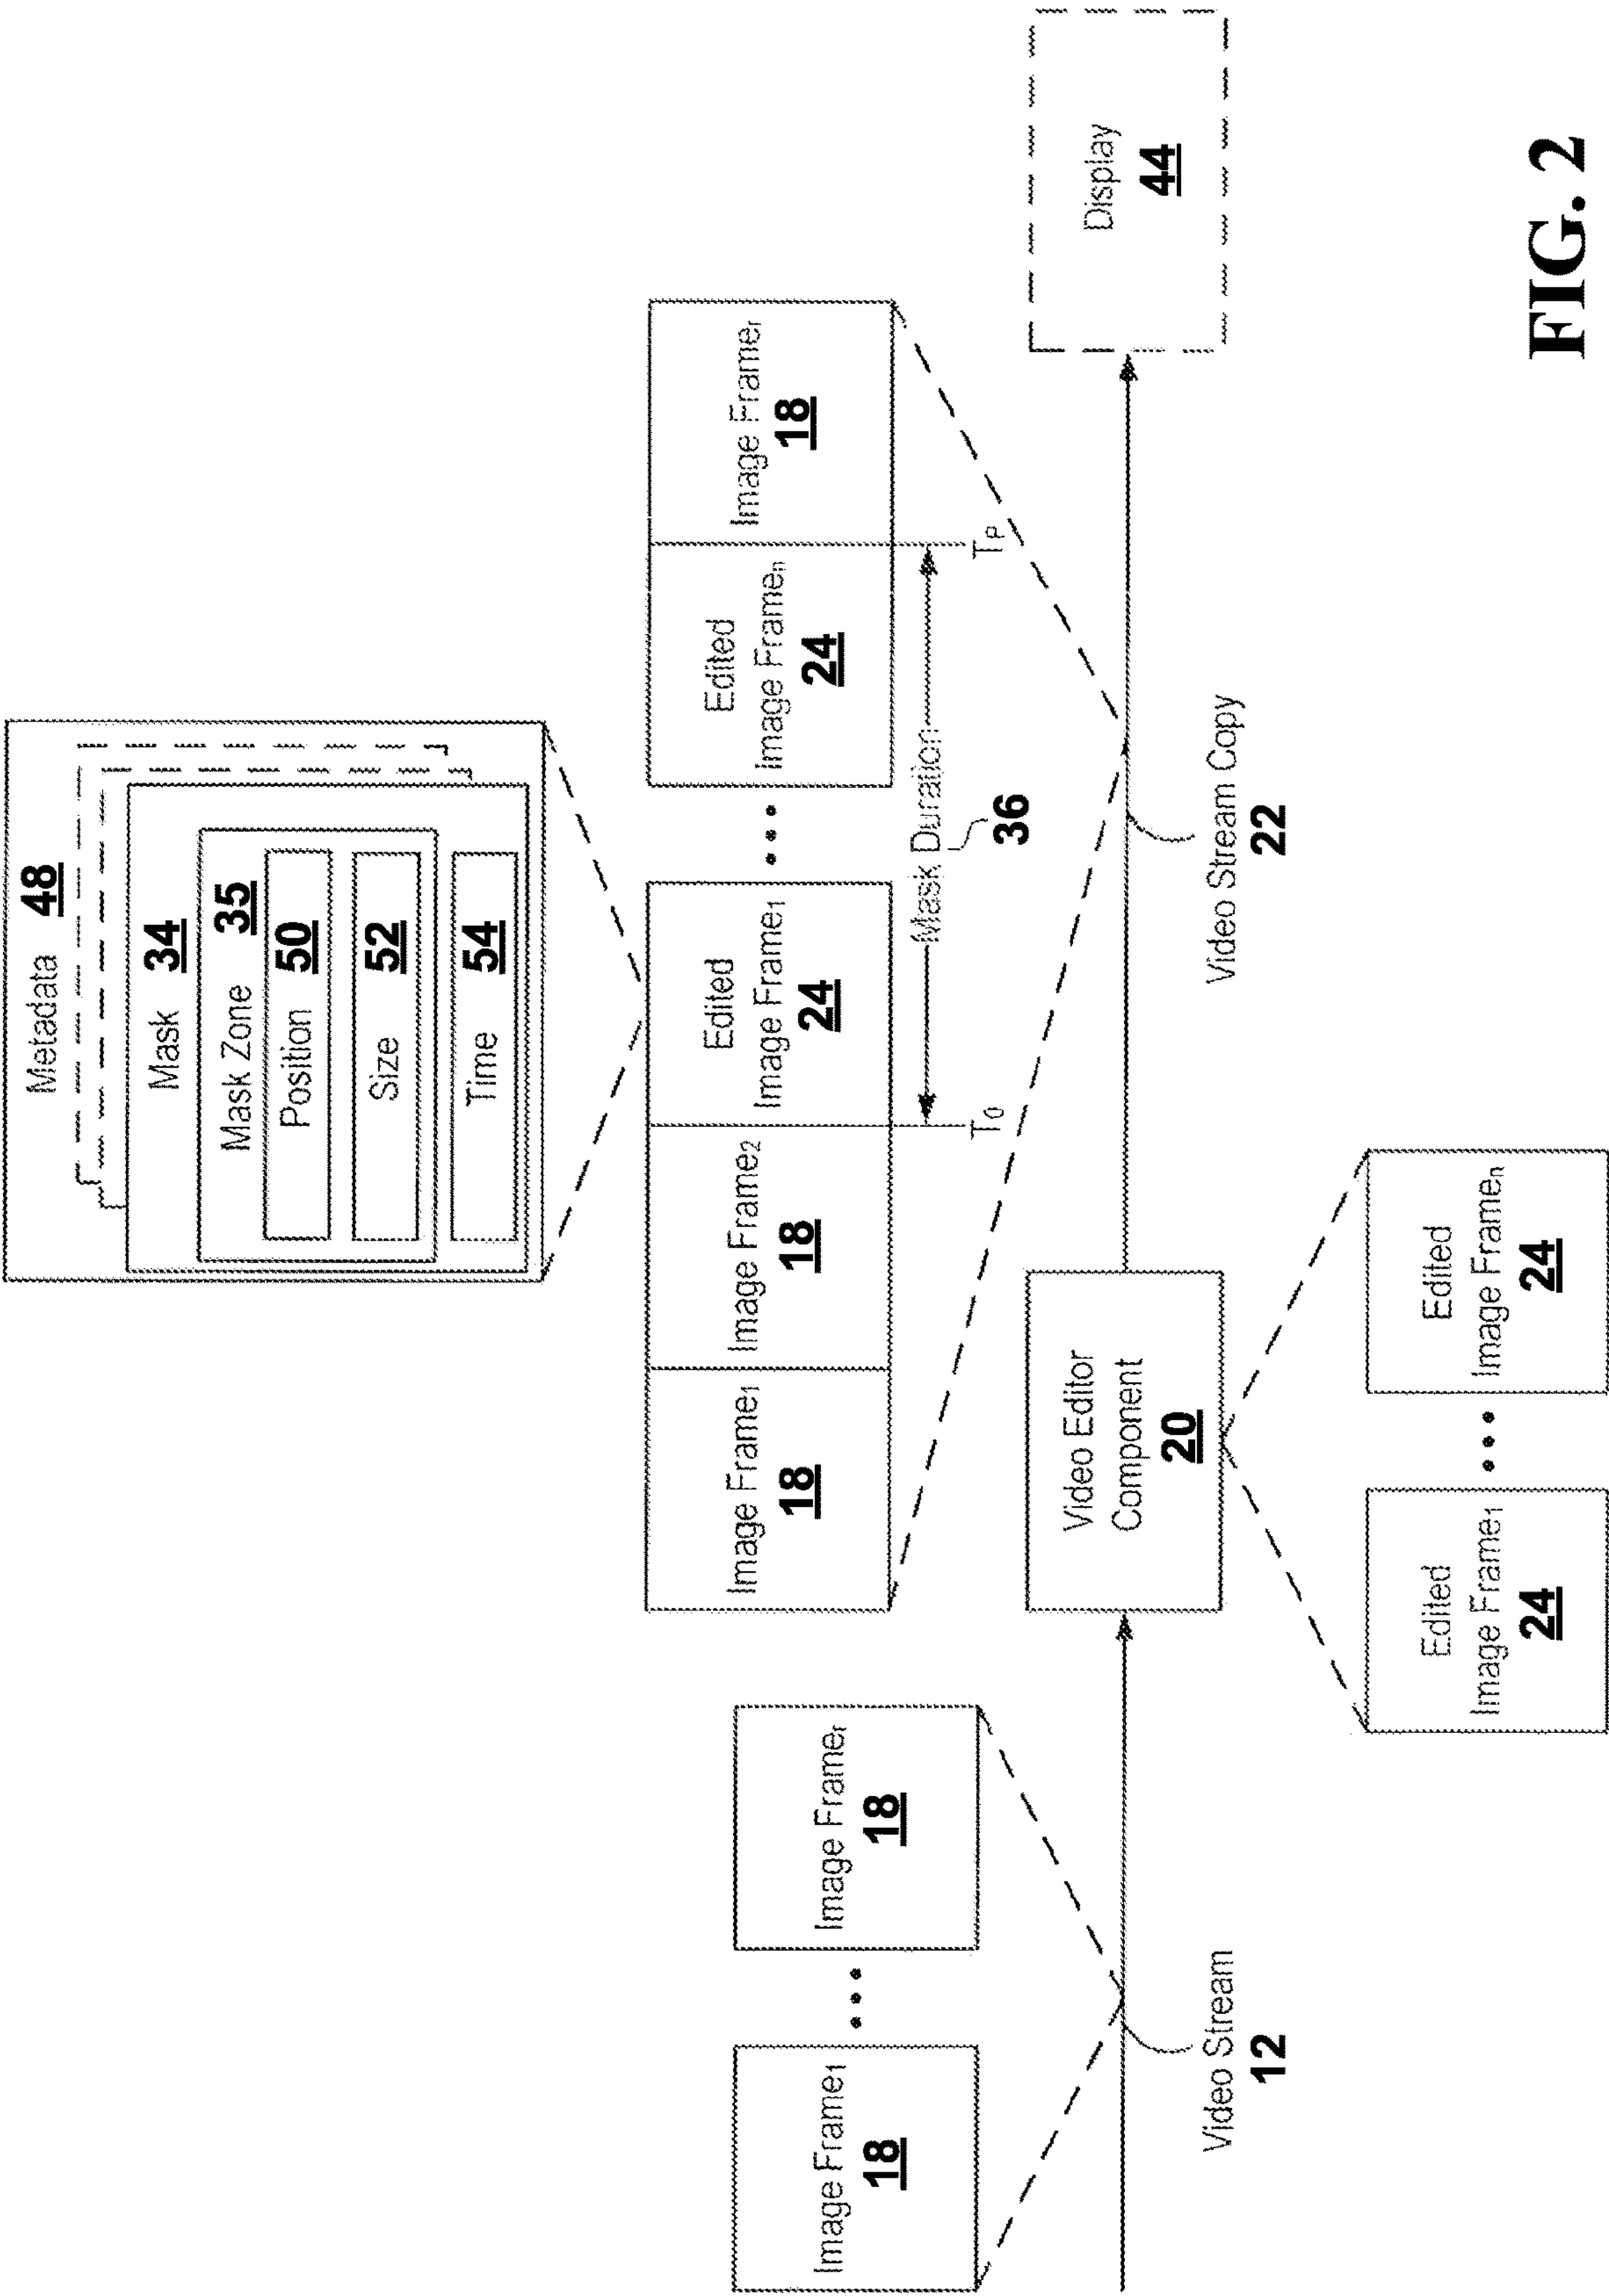 Metadata
48
Mask
34
Mask Zone
35
Position
50
Size
52
Time
54
Image Frame1
18
Image Frame2
18
Edited
Image Frame1
24
•••
Edited
Image Framen
24
Image Framer
18
T0
Mask Duration
36
TP
Image Frame1
18
•••
Image Framer
18
Video Stream
12
Video Editor
Component
20
Video Stream Copy
22
Display
44
Edited
Image Frame1
24
•••
Edited
Image Framen
24
FIG. 2